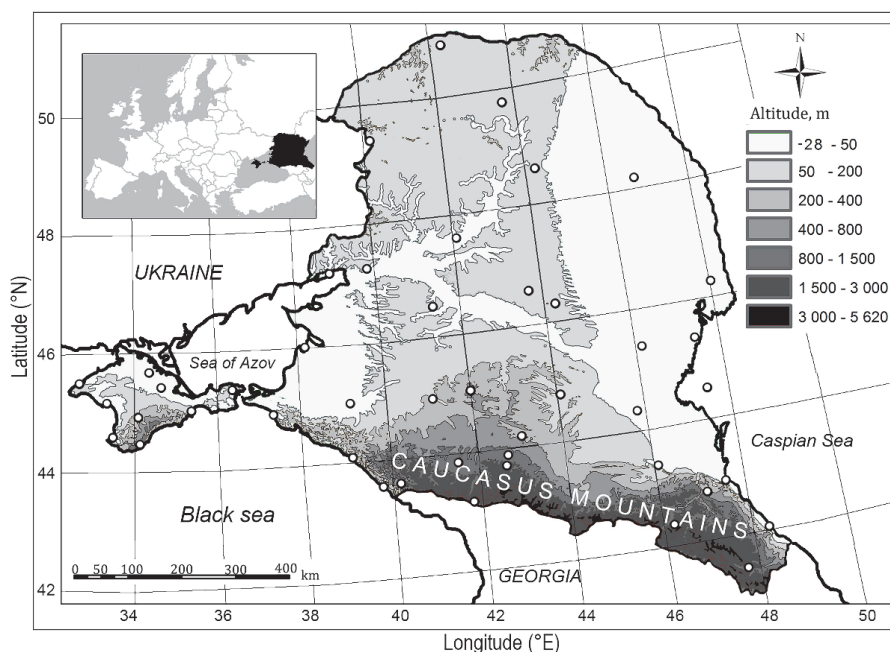 N
Altitude, m
-28 - 50
50 - 200
200 - 400
400 - 800
800 - 1 500
1 500 - 3 000
3 000 - 5 620
50
48
46
44
42
Latitude (°N)
UKRAINE
Sea of Azov
Caspian Sea
CAUCASUS MOUNTAINS
Black sea
GEORGIA
0 50 100 200 300 400
km
34 36 38 40 42 44 46 48 50
Longitude (°E)